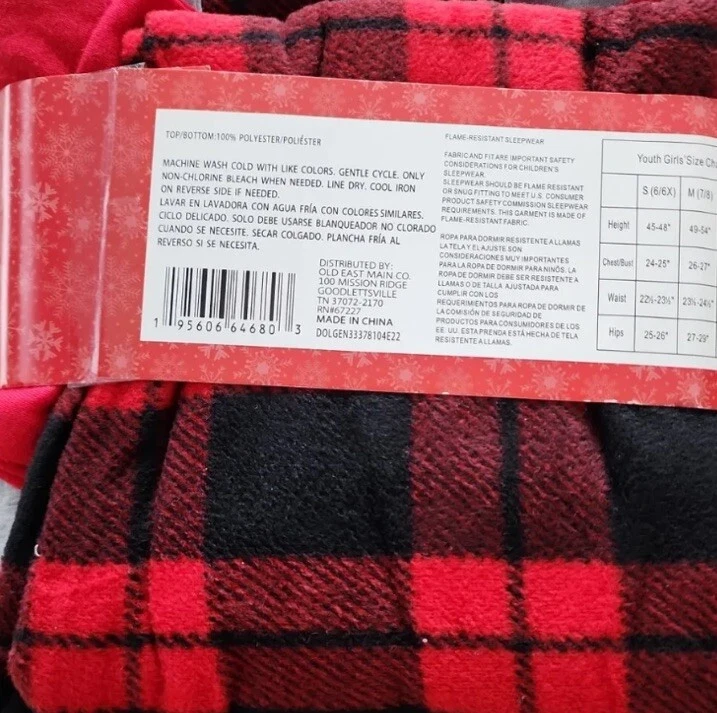 TOP/BOTTOM:100% POLYESTER/POLIÉSTER
MACHINE WASH COLD WITH LIKE COLORS. GENTLE CYCLE. ONLY
NON-CHLORINE BLEACH WHEN NEEDED. LINE DRY. COOL IRON
ON REVERSE SIDE IF NEEDED.
LAVAR EN LAVADORA CON AGUA FRÍA CON COLORES SIMILARES.
CICLO DELICADO. SOLO DEBE USARSE BLANQUEADOR NO CLORADO
CUANDO SE NECESITE. SECAR COLGADO. PLANCHA FRÍA AL
REVERSO SI SE NECESITA.
DISTRIBUTED BY:
OLD EAST MAIN CO.
100 MISSION RIDGE
GOODLETTSVILLE
TN 37072-2170
RN#67227
MADE IN CHINA
DOLGEN33378104E22
1 95606 64680 3
FLAME-RESISTANT SLEEPWEAR
FABRIC AND FIT ARE IMPORTANT SAFETY
CONSIDERATIONS FOR CHILDREN'S
SLEEPWEAR
SLEEPWEAR SHOULD BE FLAME RESISTANT
OR SNUG FITTING TO MEET U.S. CONSUMER
PRODUCT SAFETY COMMISSION SLEEPWEAR
REQUIREMENTS. THIS GARMENT IS MADE OF
FLAME-RESISTANT FABRIC.
ROPA PARA DORMIR RESISTENTE A LLAMAS
LA TELA Y EL AJUSTE SON
CONSIDERACIONES MUY IMPORTANTES
PARA LA ROPA DE DORMIR PARA NIÑOS. LA
ROPA DE DORMIR DEBE SER RESISTENTE A
LLAMAS O DE TALLA AJUSTADA PARA
CUMPLIR CON LOS
REQUERIMIENTOS PARA ROPA DE DORMIR DE
LA COMISIÓN DE SEGURIDAD DE
PRODUCTOS PARA CONSUMIDORES DE LOS
EE. UU. ESTA PRENDA ESTÁ HECHA DE TELA
RESISTENTE A LLAMAS.
Youth Girls' Size
S (6/6X) M (7/8)
Height 45-48" 49-54"
Chest/Bust 24-25" 26-27"
Waist 22½-23½" 23½-24½"
Hips 25-26" 27-29"